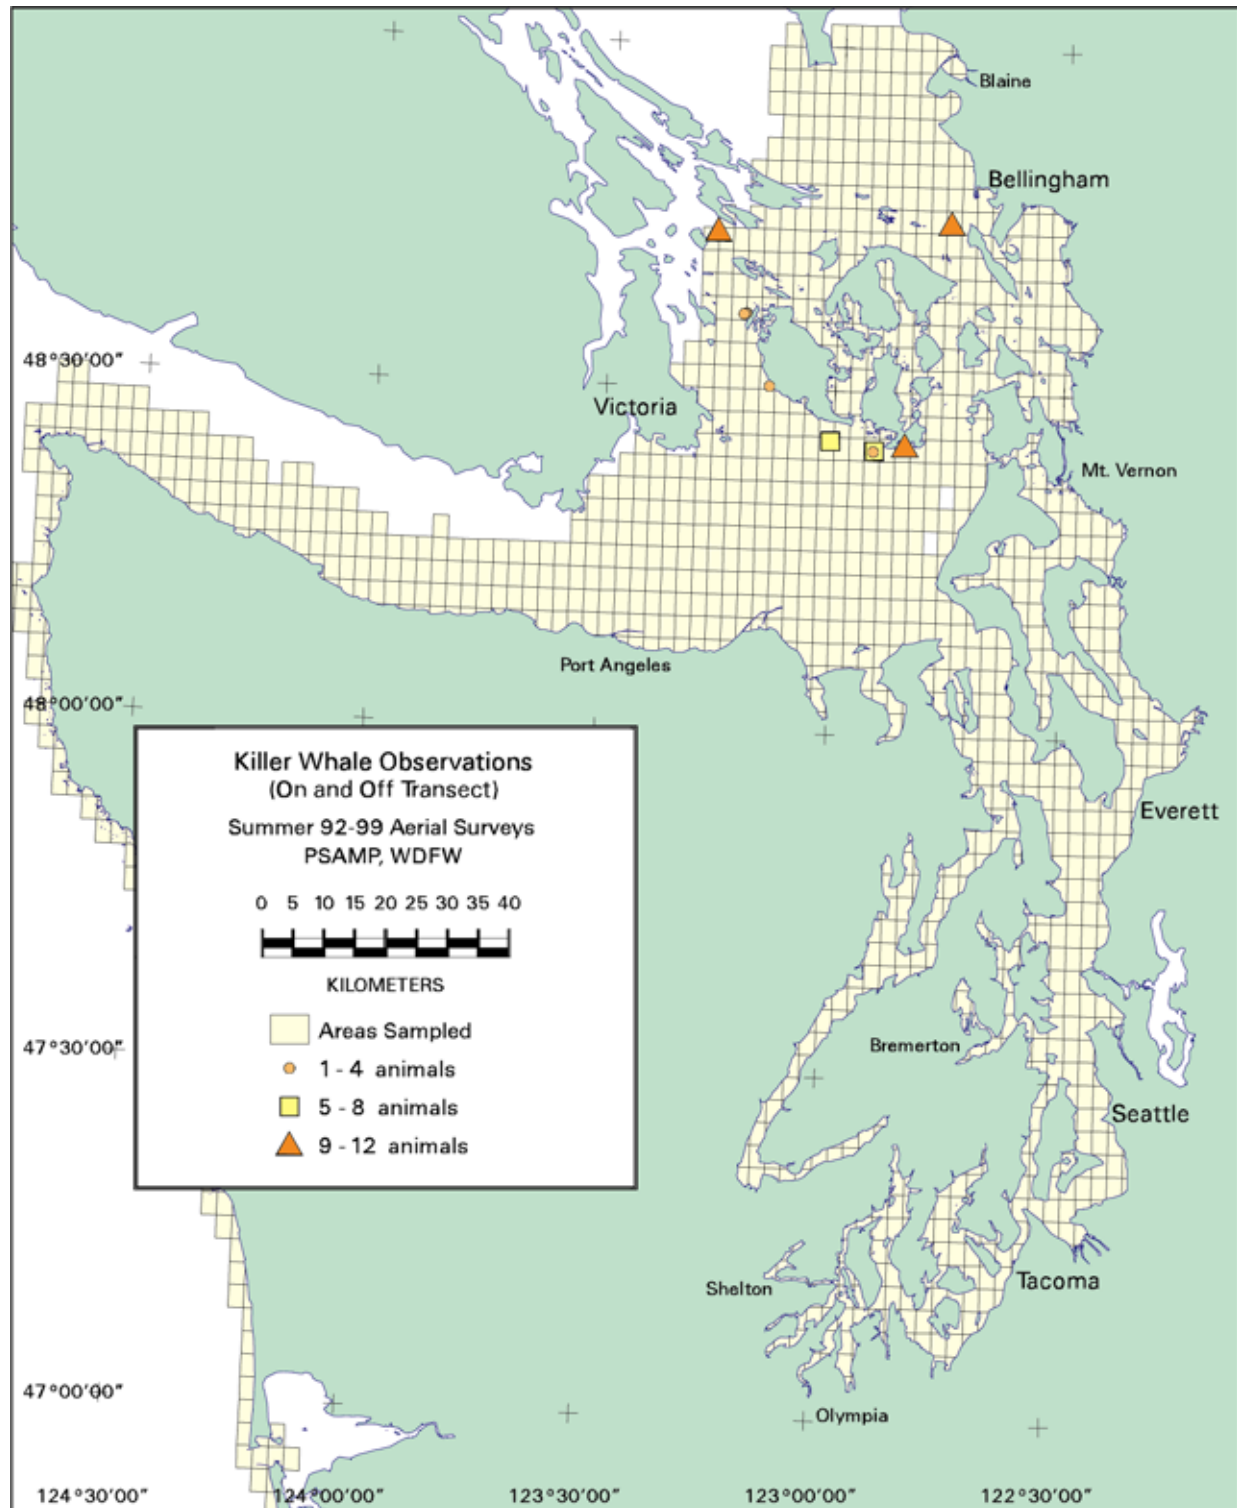 Blaine
Bellingham
48°30’00”
Victoria
Mt. Vernon
Port Angeles
48°00’00”
Killer Whale Observations
(On and Off Transect)
Summer 92-99 Aerial Surveys
PSAMP, WDFW
0 5 10 15 20 25 30 35 40
KILOMETERS
Areas Sampled
1 - 4 animals
5 - 8 animals
9 - 12 animals
Everett
47°30’00”
Bremerton
Seattle
Shelton
Tacoma
47°00’00”
Olympia
124°30’00” 124°00’00” 123°30’00” 123°00’00” 122°30’00”